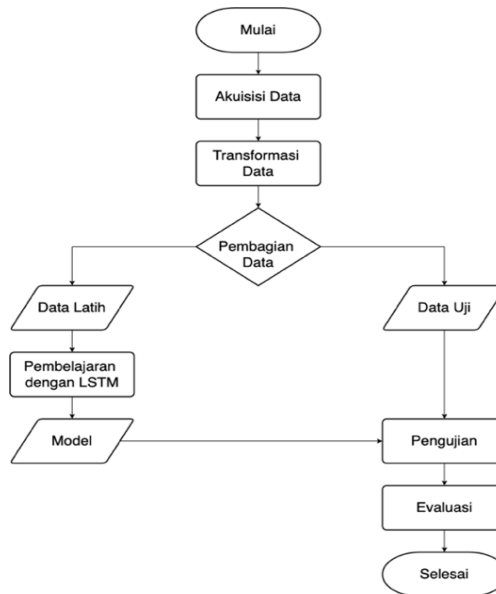 Mulai
Akuisisi Data
Transformasi
Data
Pembagian
Data
Data Latih
Data Uji
Pembelajaran
dengan LSTM
Model
Pengujian
Evaluasi
Selesai